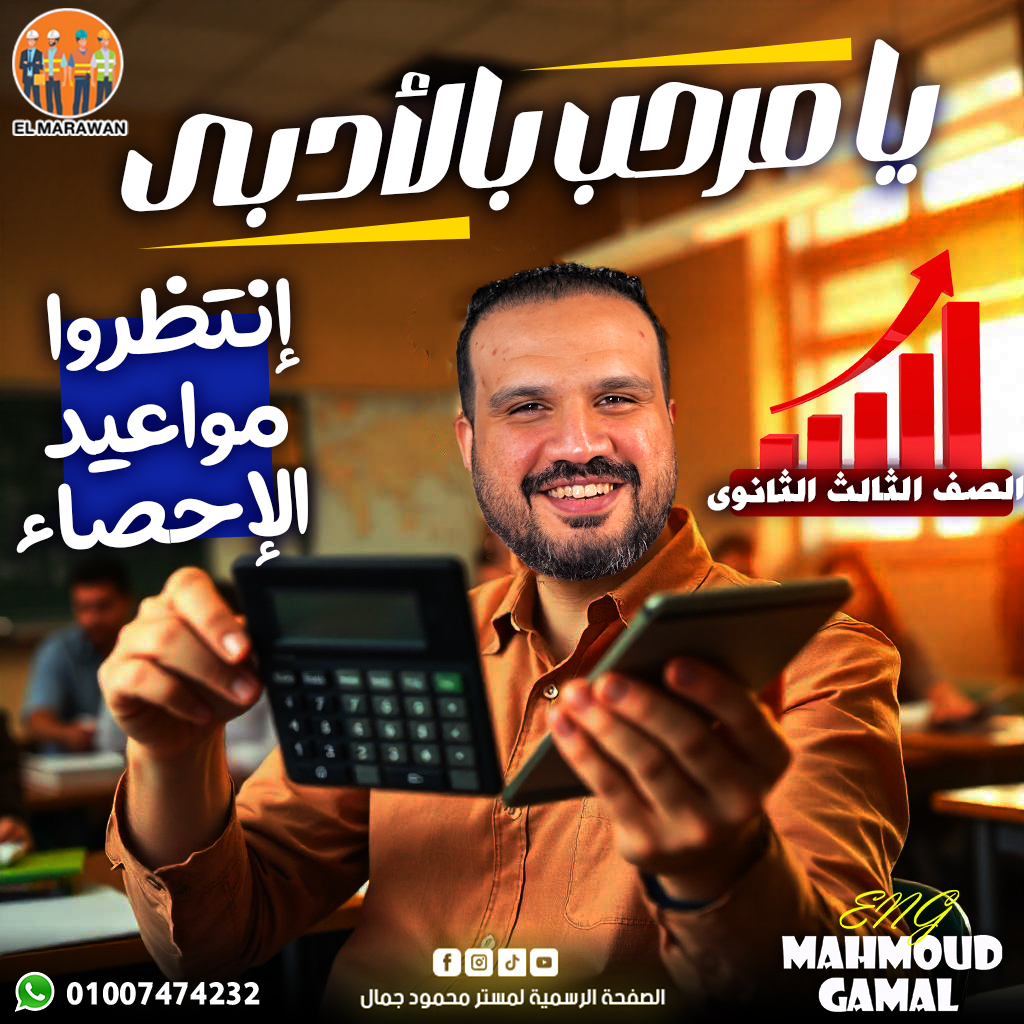 EL MARAWAN
يا مرحب بالأدبى
إنتظروا
مواعيد
الإحصاء
الصف الثالث الثانوى
ENG
MAHMOUD
GAMAL
الصفحة الرسمية لمستر محمود جمال
01007474232